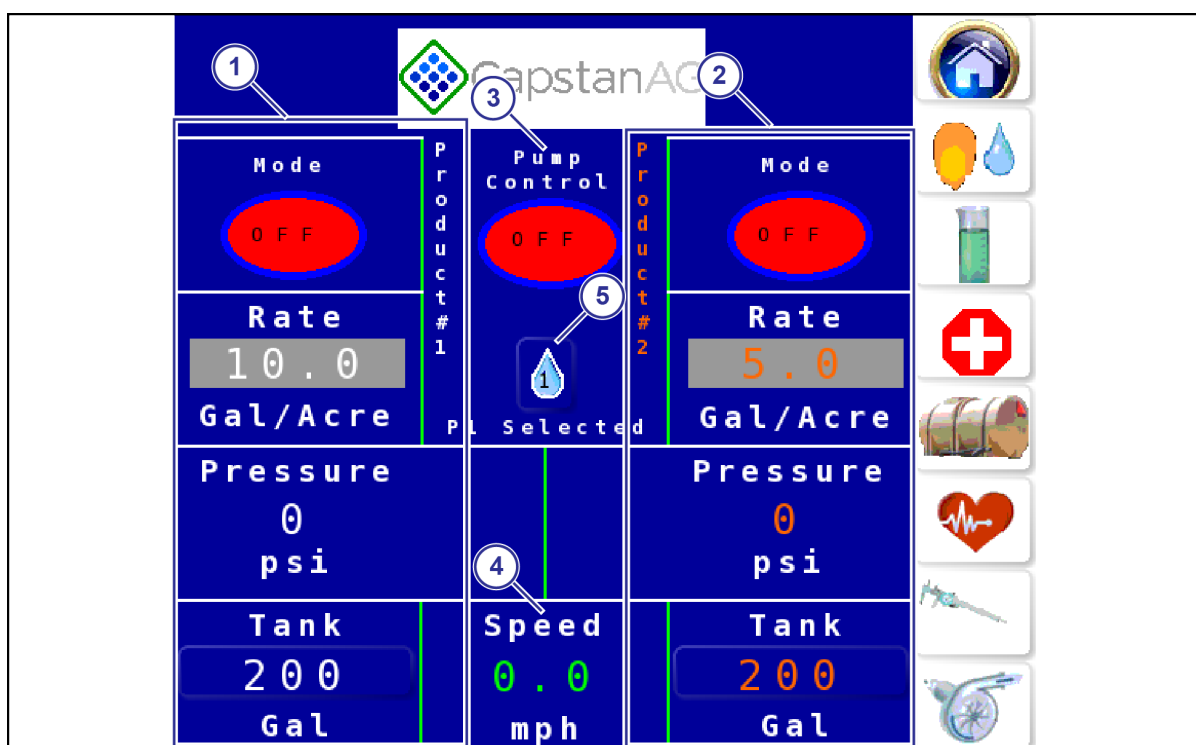 CapstanAG
1
2
3
Product#1
Mode
OFF
Rate
10.0
Gal/Acre
Pressure
0
psi
Tank
200
Gal
Pump
Control
OFF
5
1
P1 Selected
4
Speed
0.0
mph
Product#2
Mode
OFF
Rate
5.0
Gal/Acre
Pressure
0
psi
Tank
200
Gal